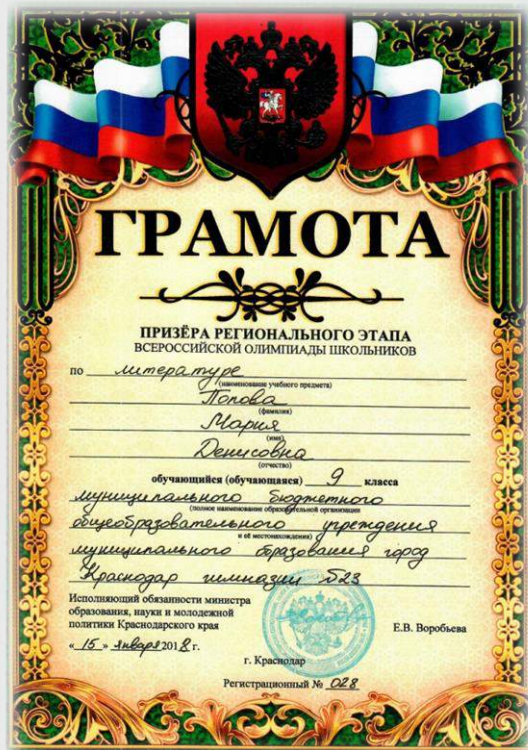 ГРАМОТА
ПРИЗЁРА РЕГИОНАЛЬНОГО ЭТАПА
ВСЕРОССИЙСКОЙ ОЛИМПИАДЫ ШКОЛЬНИКОВ
по литературе
(наименование учебного предмета)
Попова
(фамилия)
Мария
(имя)
Денисовна
(отчество)
обучающийся (обучающаяся) 9 класса
муниципального бюджетного
(полное наименование образовательной организации
общеобразовательного учреждения
и её местонахождения)
муниципального образования город
Краснодар гимназии №23
Исполняющий обязанности министра
образования, науки и молодежной
политики Краснодарского края
Е.В. Воробьева
« 15 » января 2018 г.
г. Краснодар
Регистрационный № 028